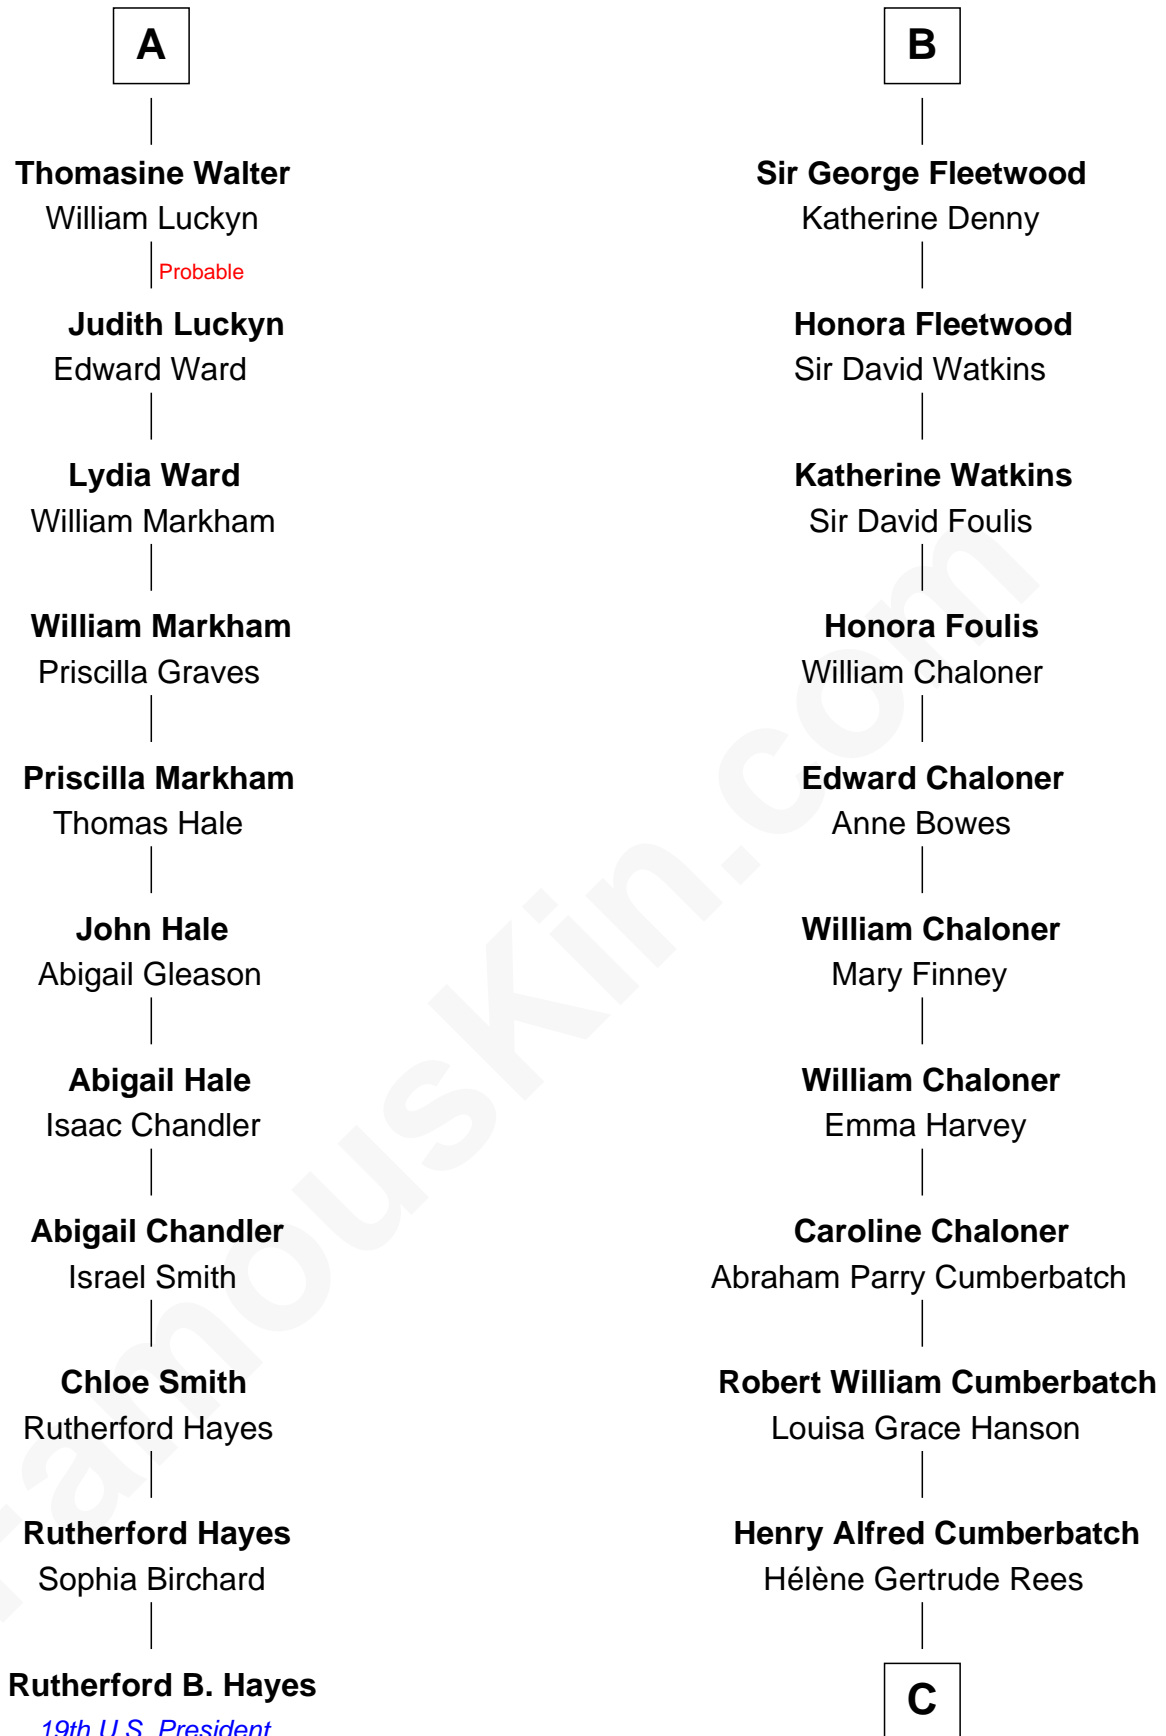 A
Thomasine Walter
William Luckyn
Probable
Judith Luckyn
Edward Ward
Lydia Ward
William Markham
William Markham
Priscilla Graves
Priscilla Markham
Thomas Hale
John Hale
Abigail Gleason
Abigail Hale
Isaac Chandler
Abigail Chandler
Israel Smith
Chloe Smith
Rutherford Hayes
Rutherford Hayes
Sophia Birchard
Rutherford B. Hayes
19th U.S. President
B
Sir George Fleetwood
Katherine Denny
Honora Fleetwood
Sir David Watkins
Katherine Watkins
Sir David Foulis
Honora Foulis
William Chaloner
Edward Chaloner
Anne Bowes
William Chaloner
Mary Finney
William Chaloner
Emma Harvey
Caroline Chaloner
Abraham Parry Cumberbatch
Robert William Cumberbatch
Louisa Grace Hanson
Henry Alfred Cumberbatch
Hélène Gertrude Rees
C
FamousKin.com